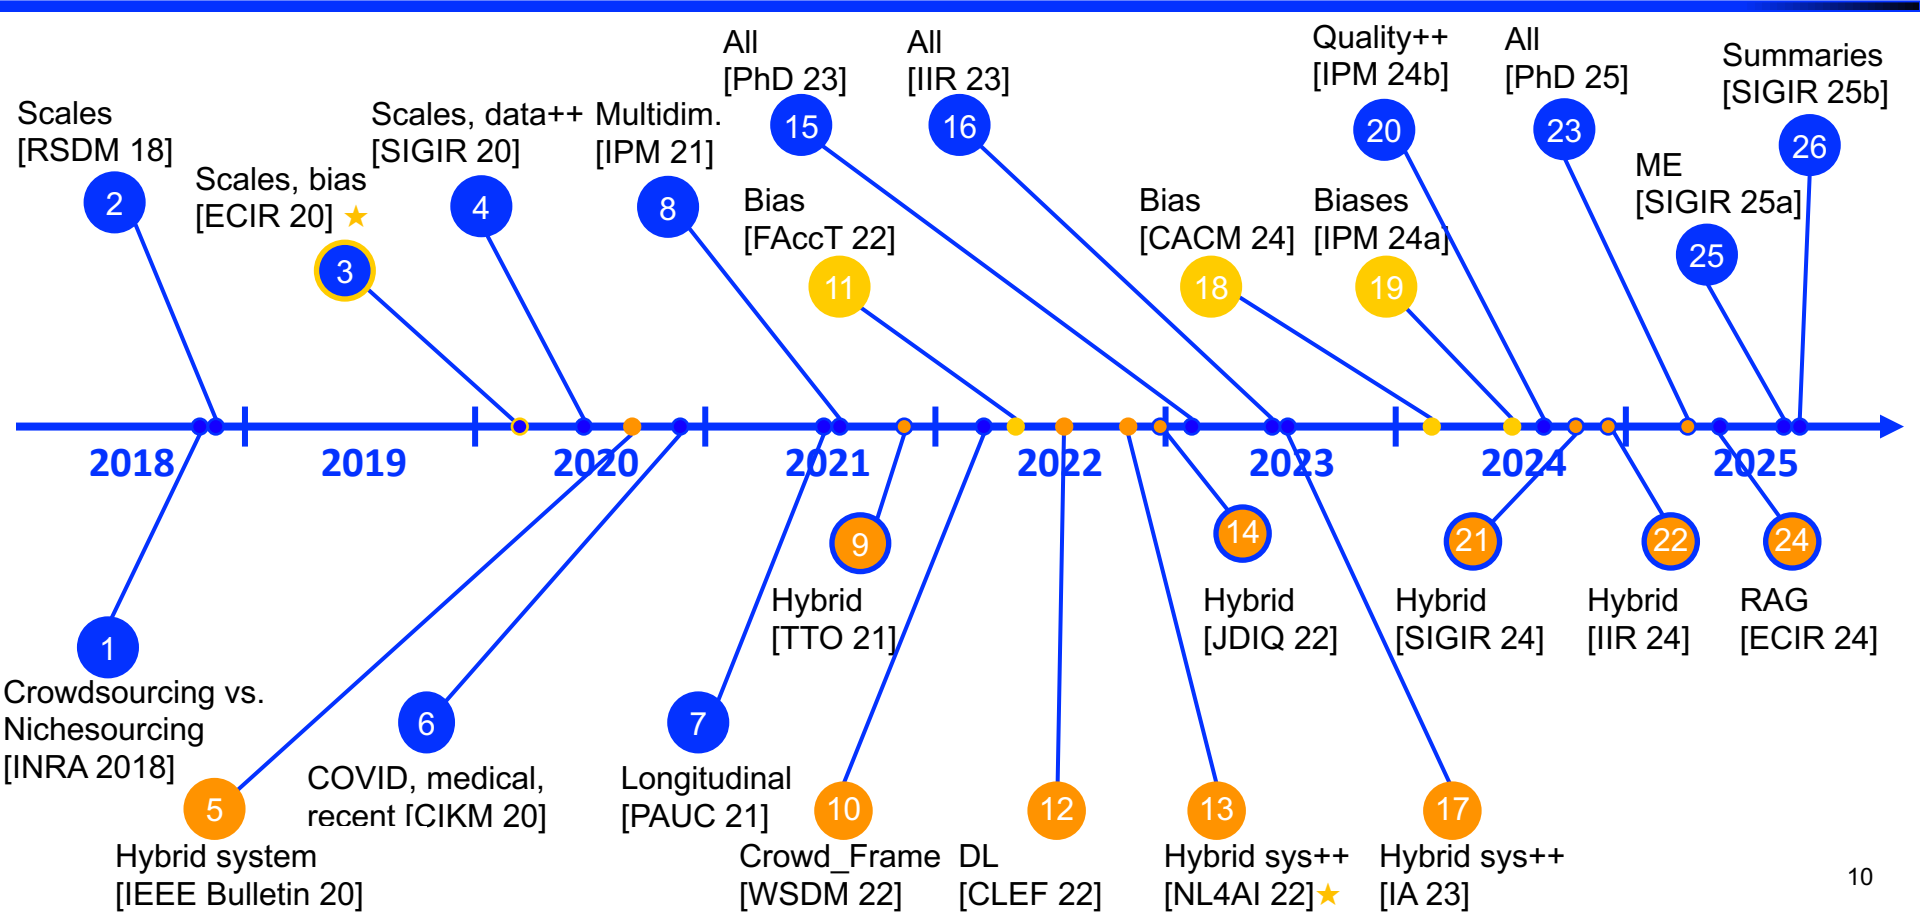 All
[PhD 23]
15
All
[IIR 23]
16
Quality++
[IPM 24b]
20
All
[PhD 25]
23
Summaries
[SIGIR 25b]
26
Scales
[RSDM 18]
2
Scales, bias
[ECIR 20] ★
3
Scales, data++
[SIGIR 20]
4
Multidim.
[IPM 21]
8
Bias
[FAccT 22]
11
Bias
[CACM 24]
18
Biases
[IPM 24a]
19
ME
[SIGIR 25a]
25
2018
2019
2020
2021
2022
2023
2024
2025
1
Crowdsourcing vs.
Nichesourcing
[INRA 2018]
5
Hybrid system
[IEEE Bulletin 20]
6
COVID, medical,
recent [CIKM 20]
7
Longitudinal
[PAUC 21]
9
Hybrid
[TTO 21]
10
Crowd_Frame
[WSDM 22]
12
DL
[CLEF 22]
13
Hybrid sys++
[NL4AI 22]★
14
Hybrid
[JDIQ 22]
17
Hybrid sys++
[IA 23]
21
Hybrid
[SIGIR 24]
22
Hybrid
[IIR 24]
24
RAG
[ECIR 24]
10